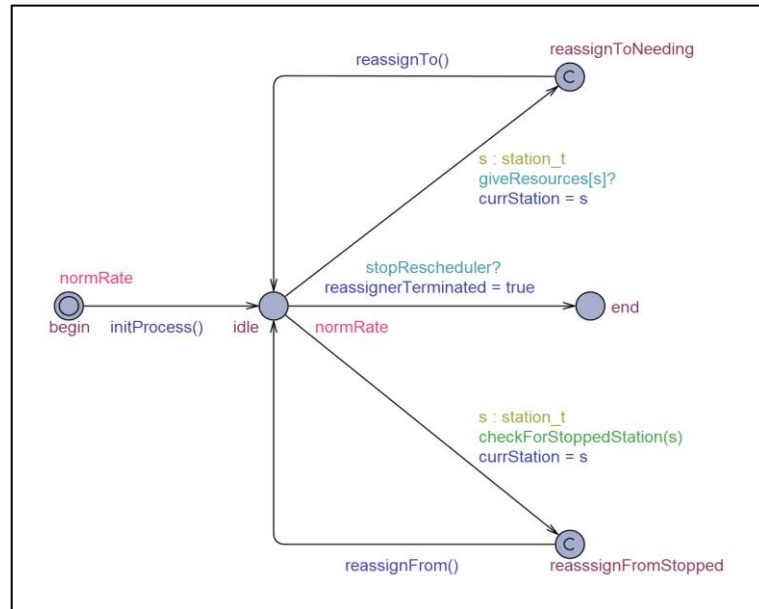 reassignToNeeding
C
reassignTo()
s : station_t
giveResources[s]?
currStation = s
stopRescheduler?
reassignerTerminated = true
normRate
begin
initProcess()
idle
normRate
end
s : station_t
checkForStoppedStation(s)
currStation = s
C
reassignFrom()
reasssignFromStopped